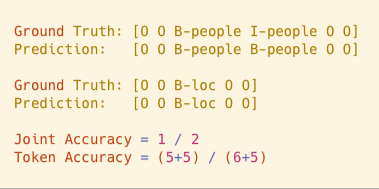 Ground Truth: [O O B-people I-people O O]
Prediction: [O O B-people B-people O O]
Ground Truth: [O O B-loc O O]
Prediction: [O O B-loc O O]
Joint Accuracy = 1 / 2
Token Accuracy = (5+5) / (6+5)